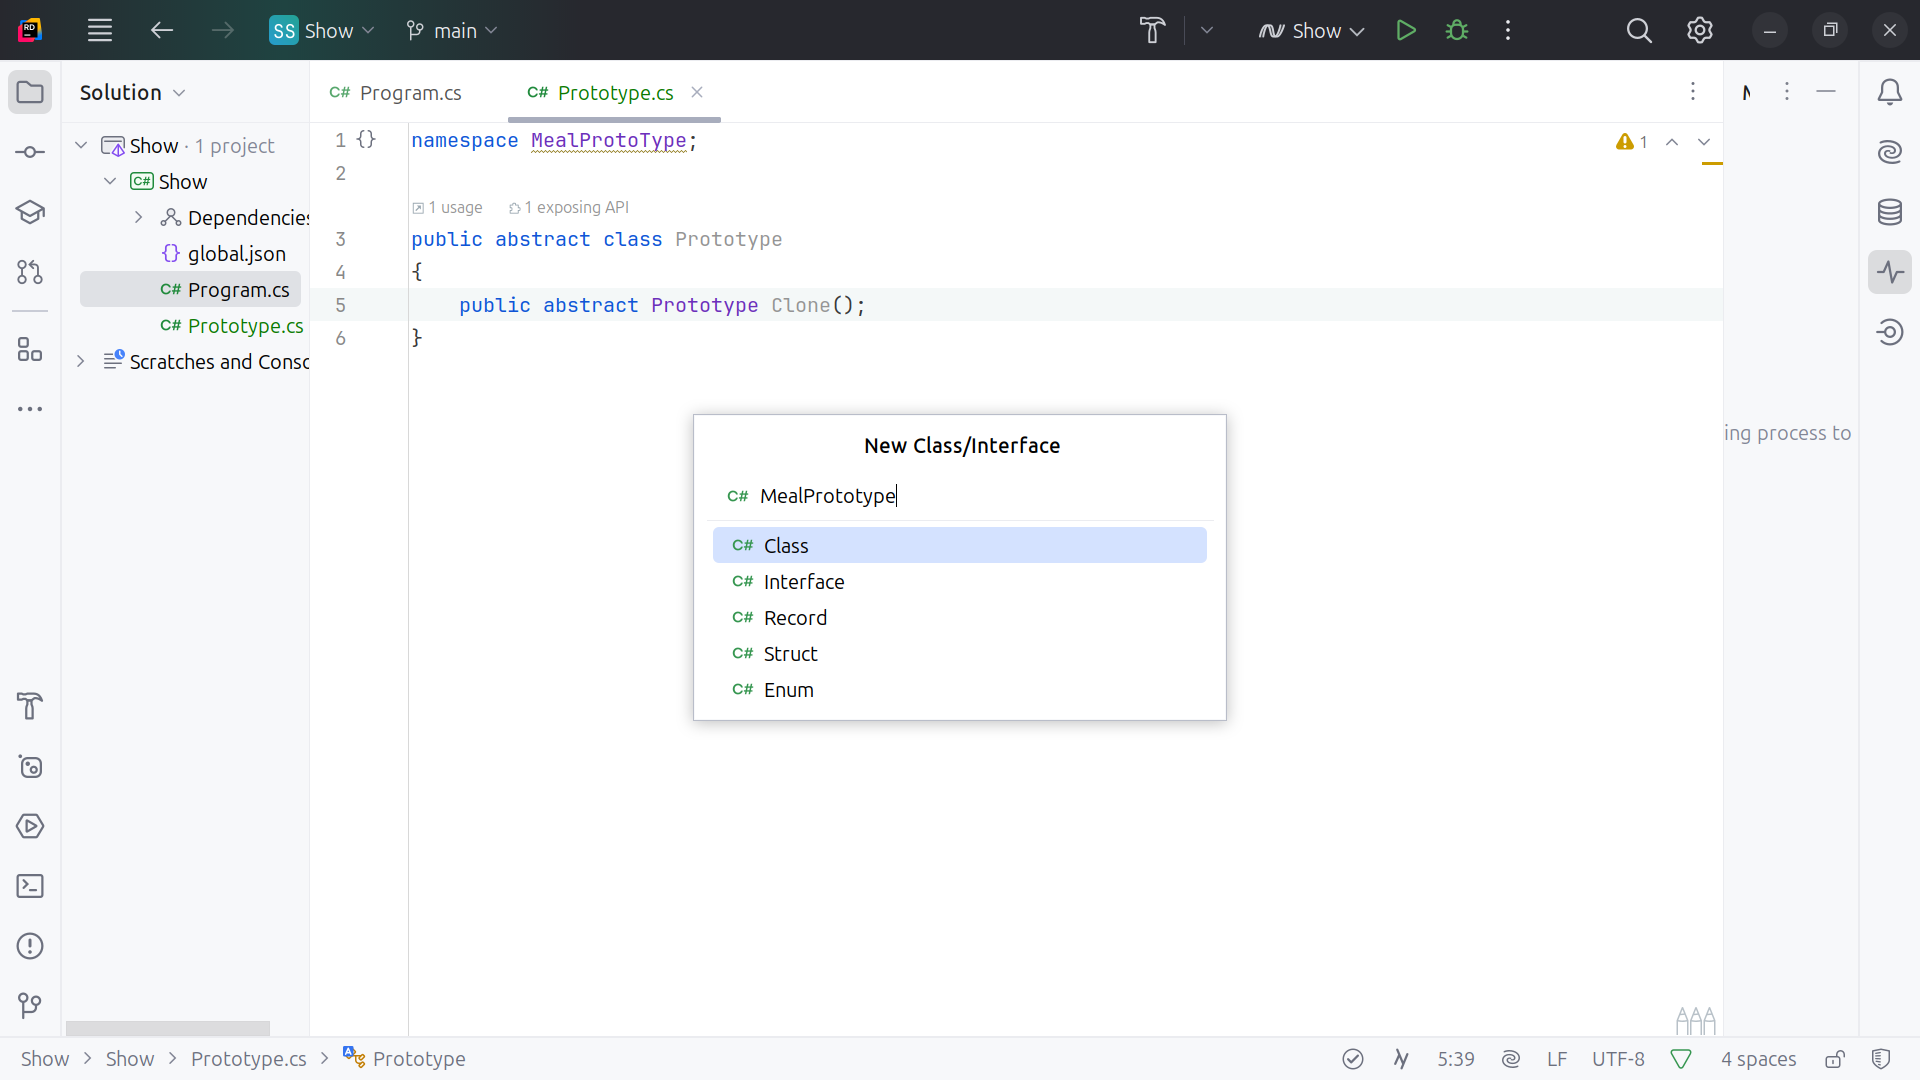 SS Show main Show
Solution
Show · 1 project
Show
Dependencies
global.json
Program.cs
Prototype.cs
Scratches and Conso
C# Program.cs C# Prototype.cs
1 {} namespace MealProtoType;
1
2
1 usage 1 exposing API
3 public abstract class Prototype
4 {
5 public abstract Prototype Clone();
6 }
ing process to
New Class/Interface
C# MealPrototype
C# Class
C# Interface
C# Record
C# Struct
C# Enum
Show > Show > Prototype.cs > Prototype
5:39 LF UTF-8 4 spaces